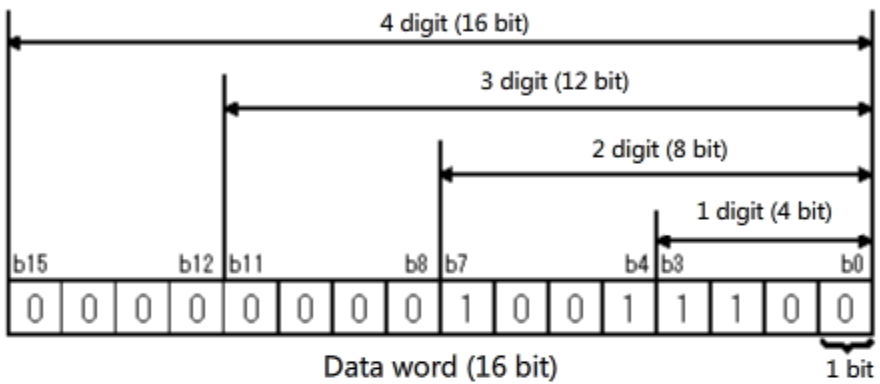 4 digit (16 bit)
3 digit (12 bit)
2 digit (8 bit)
1 digit (4 bit)
b15 b12 b11 b8 b7 b4 b3 b0
0 0 0 0 0 0 0 0 1 0 0 1 1 1 0 0
Data word (16 bit) 1 bit